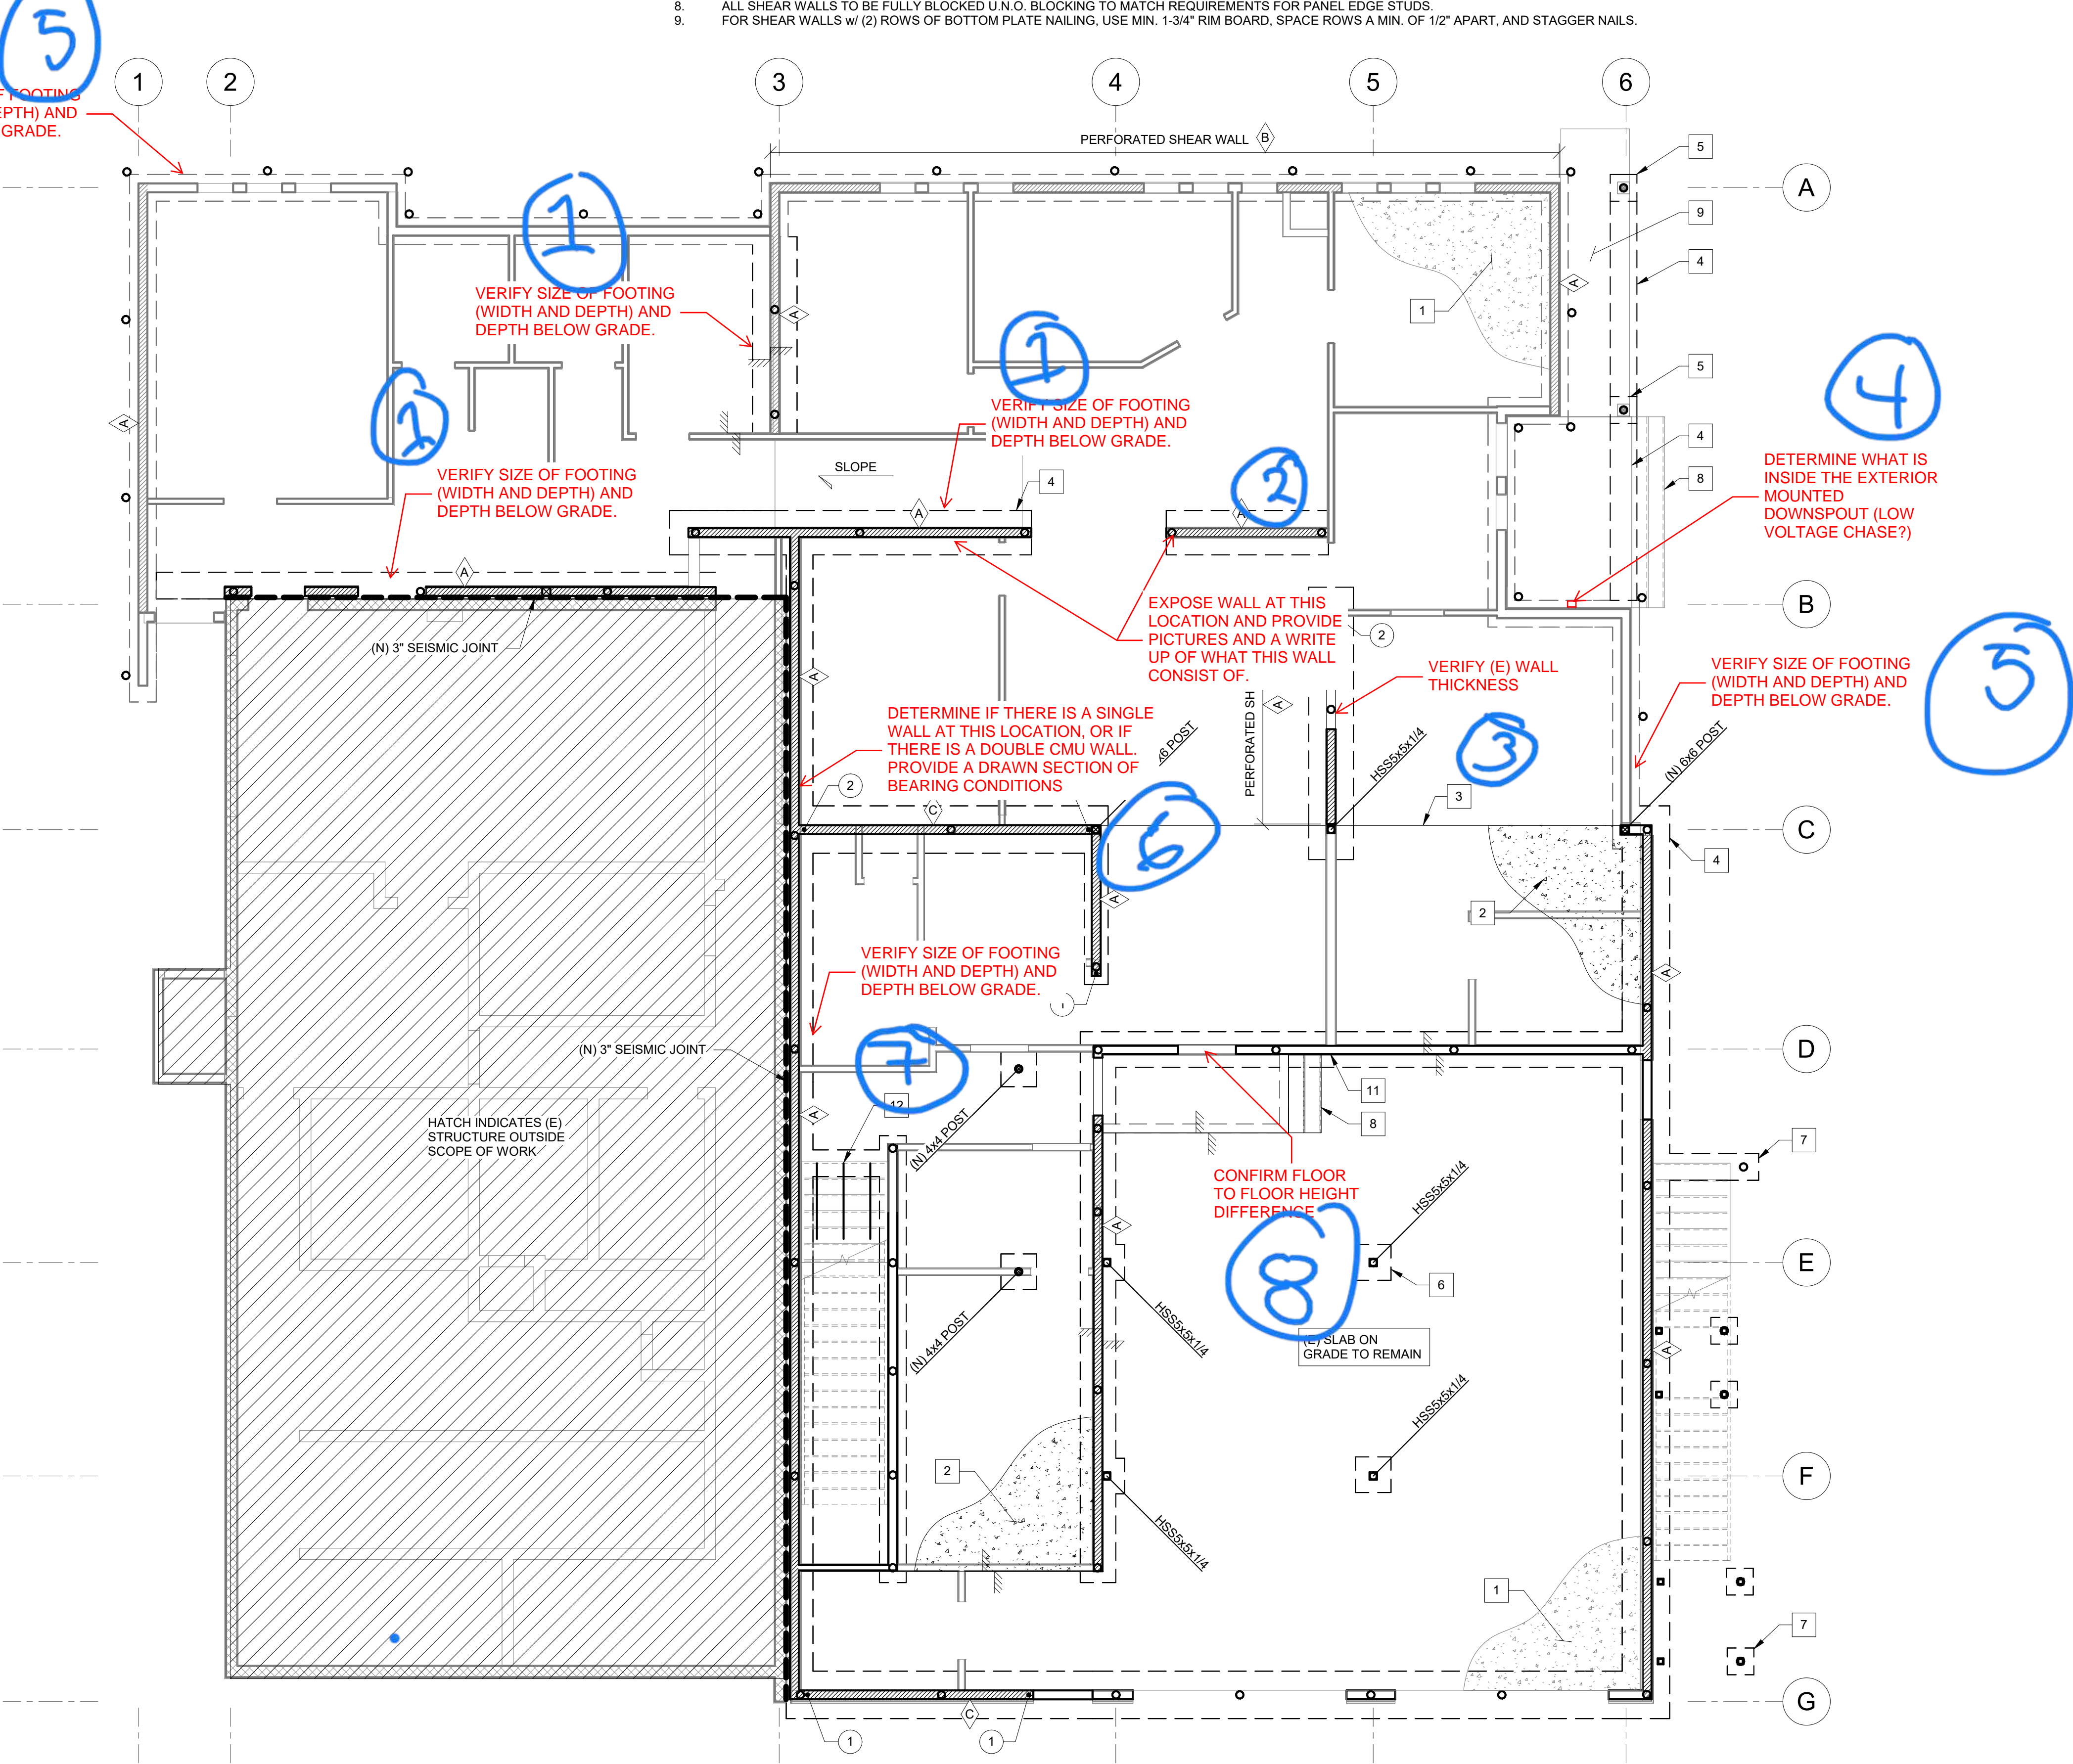 8. ALL SHEAR WALLS TO BE FULLY BLOCKED U.N.O. BLOCKING TO MATCH REQUIREMENTS FOR PANEL EDGE STUDS.
9. FOR SHEAR WALLS w/ (2) ROWS OF BOTTOM PLATE NAILING, USE MIN. 1-3/4" RIM BOARD, SPACE ROWS A MIN. OF 1/2" APART, AND STAGGER NAILS.
5
1
2
3
4
5
6
F FOOTING
EPTH) AND
GRADE.
PERFORATED SHEAR WALL
B
5
A
9
4
1
VERIFY SIZE OF FOOTING
(WIDTH AND DEPTH) AND
DEPTH BELOW GRADE.
A
A
1
1
VERIFY SIZE OF FOOTING
(WIDTH AND DEPTH) AND
DEPTH BELOW GRADE.
5
4
4
8
A
1
VERIFY SIZE OF FOOTING
(WIDTH AND DEPTH) AND
DEPTH BELOW GRADE.
SLOPE
4
2
A
A
DETERMINE WHAT IS
INSIDE THE EXTERIOR
MOUNTED
DOWNSPOUT (LOW
VOLTAGE CHASE?)
A
B
(N) 3" SEISMIC JOINT
EXPOSE WALL AT THIS
LOCATION AND PROVIDE
PICTURES AND A WRITE
UP OF WHAT THIS WALL
CONSIST OF.
2
A
VERIFY (E) WALL
THICKNESS
VERIFY SIZE OF FOOTING
(WIDTH AND DEPTH) AND
DEPTH BELOW GRADE.
5
PERFORATED SH
A
DETERMINE IF THERE IS A SINGLE
WALL AT THIS LOCATION, OR IF
THERE IS A DOUBLE CMU WALL.
PROVIDE A DRAWN SECTION OF
BEARING CONDITIONS
x6 POST
HSS5x5x1/4
3
(N) 6x6 POST
2
C
6
3
C
4
A
2
A
VERIFY SIZE OF FOOTING
(WIDTH AND DEPTH) AND
DEPTH BELOW GRADE.
(N) 3" SEISMIC JOINT
7
D
12
A
(N) 4x4 POST
11
8
HATCH INDICATES (E)
STRUCTURE OUTSIDE
SCOPE OF WORK
7
CONFIRM FLOOR
TO FLOOR HEIGHT
DIFFERENCE
HSS5x5x1/4
A
8
6
E
(N) 4x4 POST
HSS5x5x1/4
(E) SLAB ON
GRADE TO REMAIN
A
HSS5x5x1/4
2
F
HSS5x5x1/4
1
7
C
G
1
1